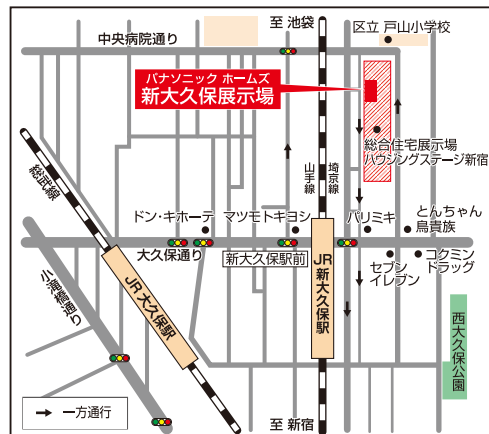 至 池袋
中央病院通り
区立 戸山小学校
パナソニック ホームズ
新大久保展示場
総合住宅展示場
ハウジングステージ新宿
総武線
山手線
埼京線
ドン・キホーテ
マツモトキヨシ
パリミキ
とんちゃん
鳥貴族
大久保通り
新大久保駅前
JR新大久保駅
セブン
イレブン
コクミン
ドラッグ
小滝橋通り
JR大久保駅
西大久保公園
一方通行
至 新宿